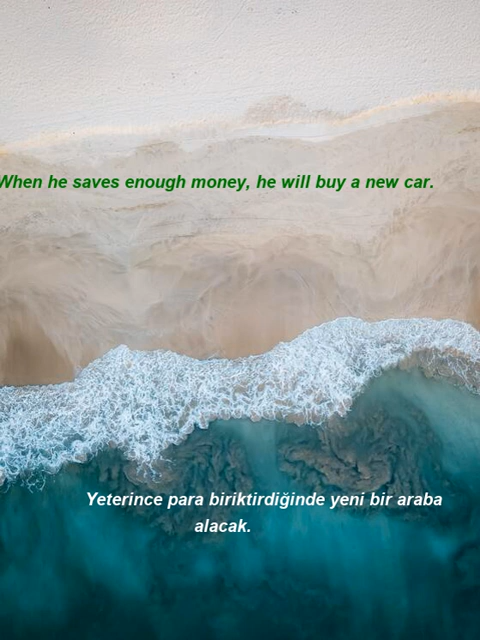 When he saves enough money, he will buy a new car.
Yeterince para biriktirdiğinde yeni bir araba
alacak.